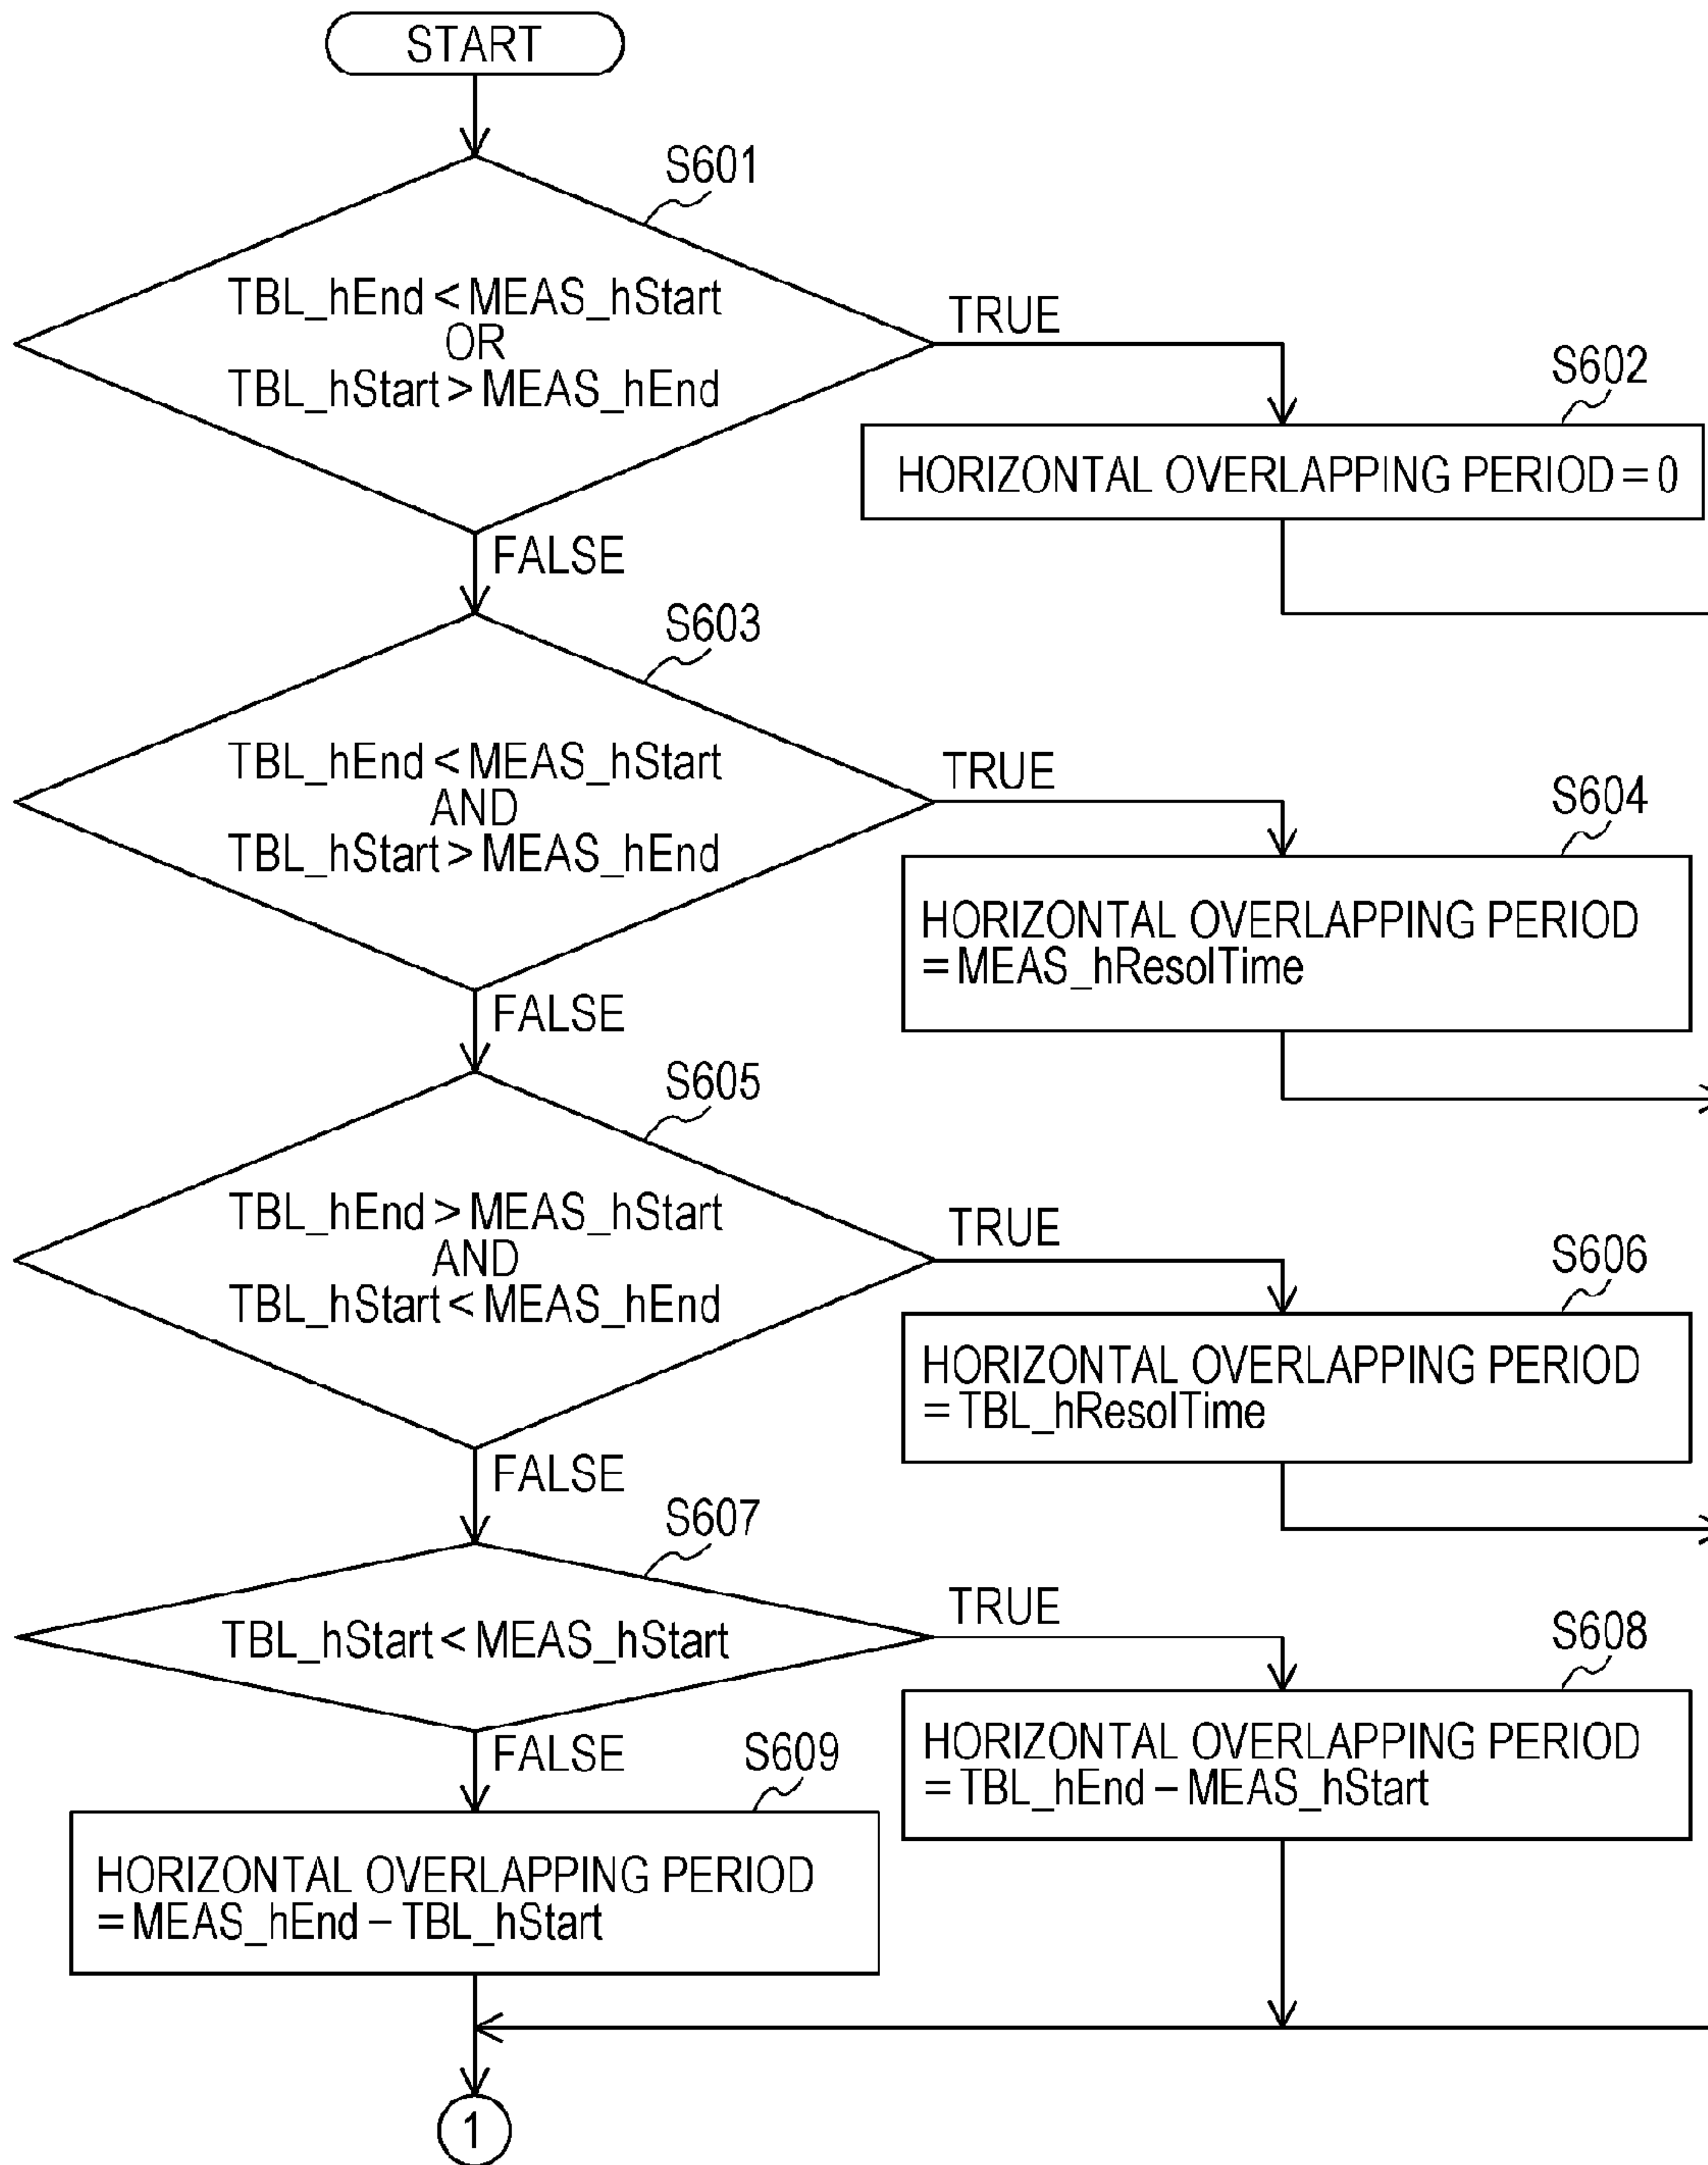 START
S601
TBL_hEnd < MEAS_hStart
OR
TBL_hStart > MEAS_hEnd
TRUE
S602
HORIZONTAL OVERLAPPING PERIOD = 0
FALSE
S603
TBL_hEnd < MEAS_hStart
AND
TBL_hStart > MEAS_hEnd
TRUE
S604
HORIZONTAL OVERLAPPING PERIOD
= MEAS_hResolTime
FALSE
S605
TBL_hEnd > MEAS_hStart
AND
TBL_hStart < MEAS_hEnd
TRUE
S606
HORIZONTAL OVERLAPPING PERIOD
= TBL_hResolTime
FALSE
S607
TBL_hStart < MEAS_hStart
TRUE
S608
HORIZONTAL OVERLAPPING PERIOD
= TBL_hEnd – MEAS_hStart
FALSE
S609
HORIZONTAL OVERLAPPING PERIOD
= MEAS_hEnd – TBL_hStart
1